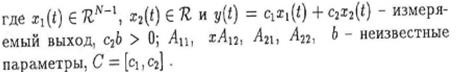 где x₁(t) ∈ ℛᴺ⁻¹, x₂(t) ∈ ℛ и y(t) = c₁x₁(t) + c₂x₂(t) – измеря-
емый выход, c₂b > 0; A₁₁, xA₁₂, A₂₁, A₂₂, b - неизвестные
параметры, C = [c₁, c₂] .